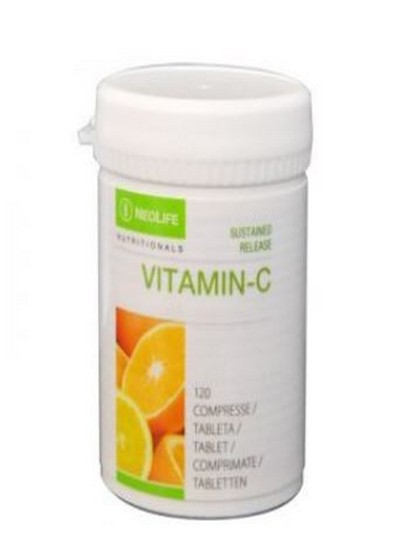 NEOLIFE
NUTRITIONALS
SUSTAINED
RELEASE
VITAMIN-C
120
COMPRESSE/
TABLETA/
TABLET/
COMPRIMATE/
TABLETTEN